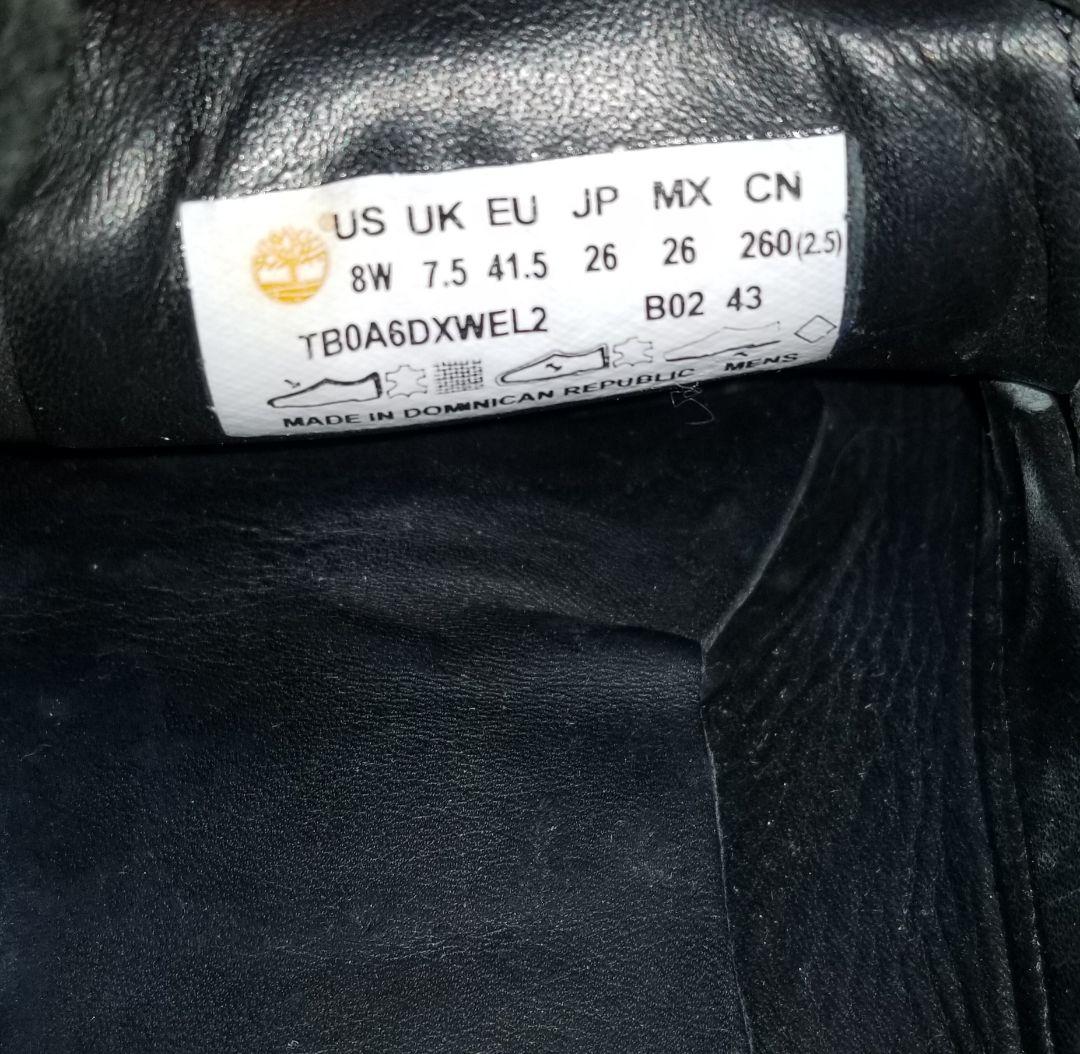 US UK EU JP MX CN
8W 7.5 41.5 26 26 260(2.5)
TB0A6DXWEL2 B02 43
MADE IN DOMINICAN REPUBLIC MENS